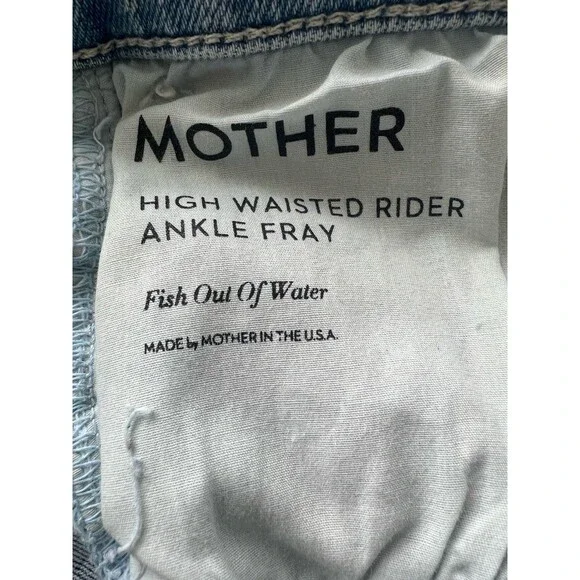 MOTHER
HIGH WAISTED RIDER
ANKLE FRAY
Fish Out Of Water
MADE by MOTHER IN THE U.S.A.